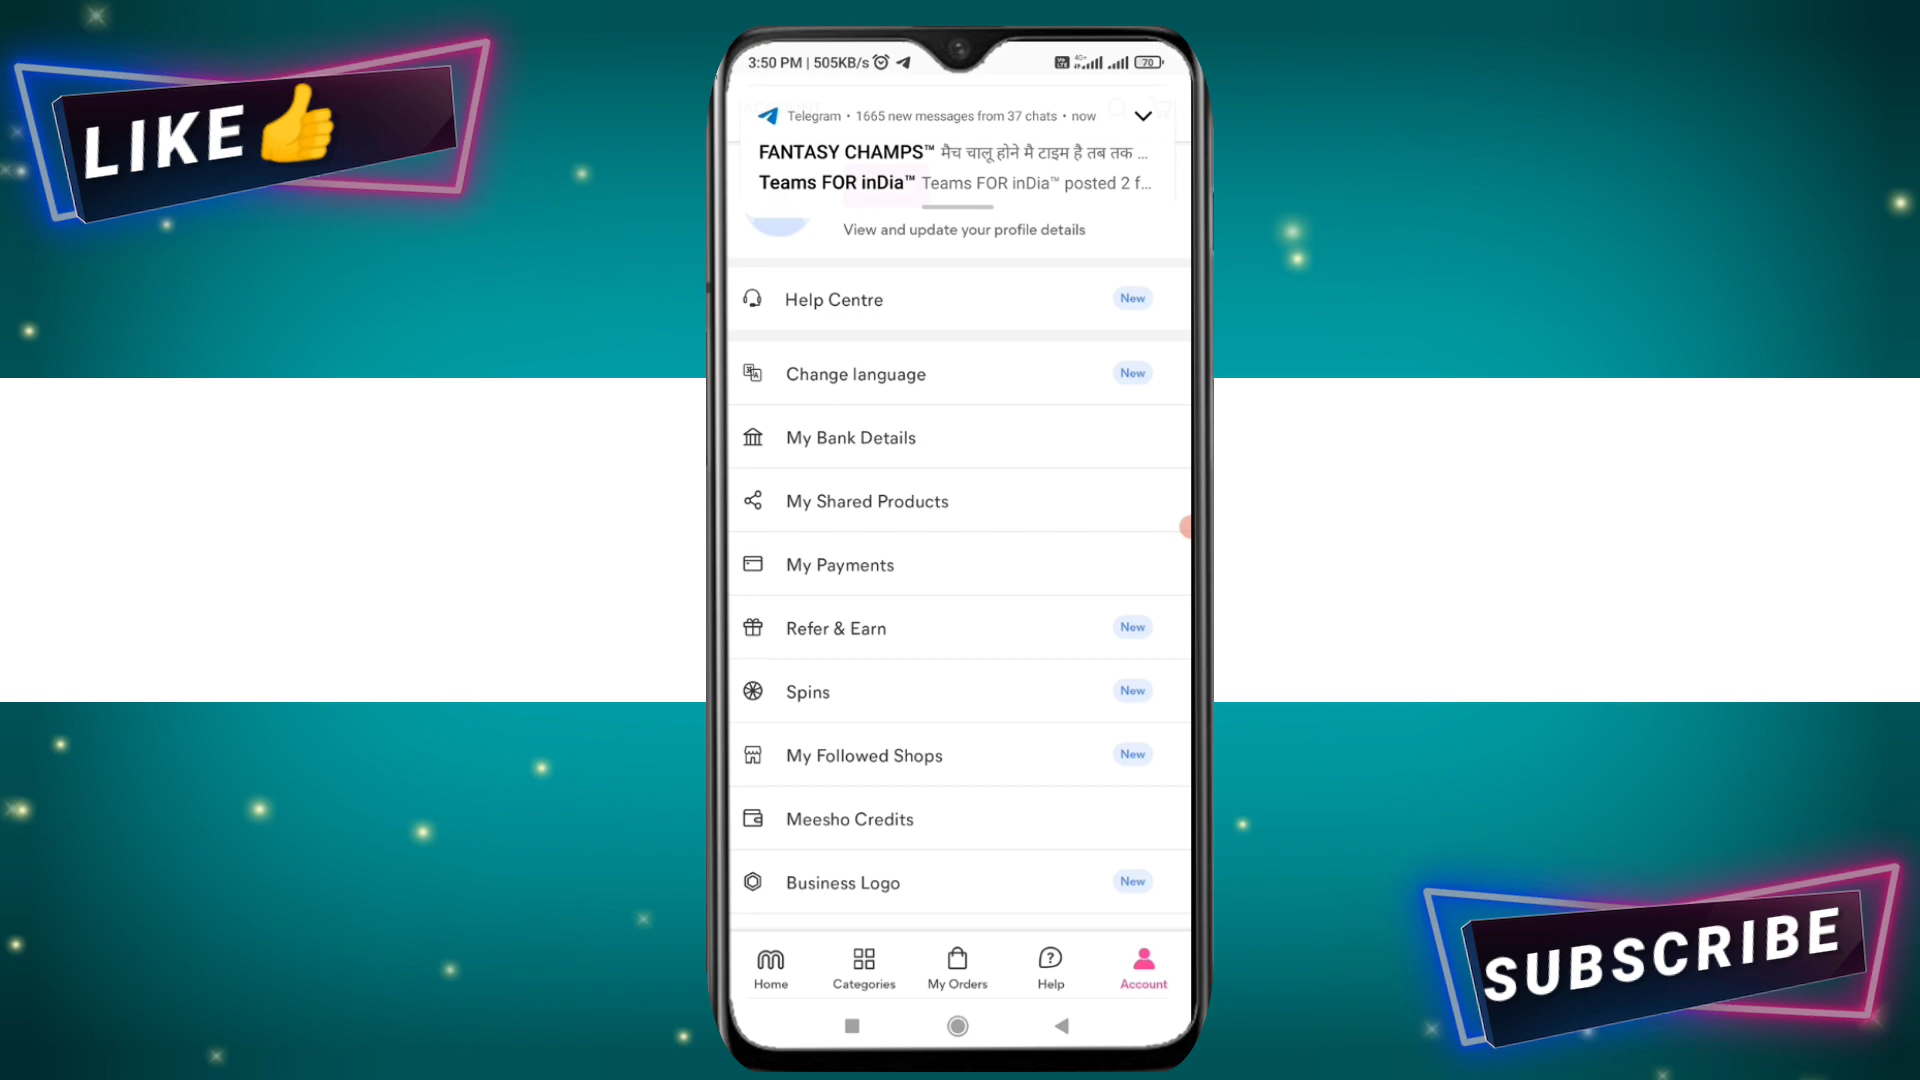 LIKE👍
3:50 PM | 505KB/s
4G+
70
Telegram • 1665 new messages from 37 chats • now
FANTASY CHAMPS™ मैच चालू होने मै टाइम है तब तक ...
Teams FOR inDia™ Teams FOR inDia™ posted 2 f...
View and update your profile details
Help Centre New
Change language New
My Bank Details
My Shared Products
My Payments
Refer & Earn New
Spins New
My Followed Shops New
Meesho Credits
Business Logo New
Home Categories My Orders Help Account
SUBSCRIBE